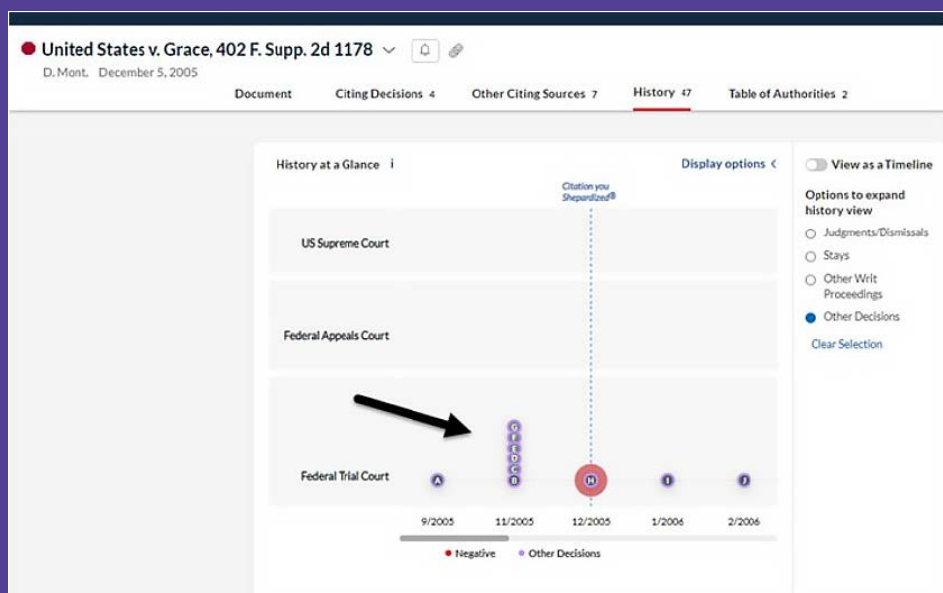 United States v. Grace, 402 F. Supp. 2d 1178
D. Mont. December 5, 2005
Document Citing Decisions 4 Other Citing Sources 7 History 47 Table of Authorities 2
History at a Glance i
Display options <
Citation you
Shepardized®
US Supreme Court
Federal Appeals Court
Federal Trial Court
G
F
E
D
C
A B H I J
9/2005 11/2005 12/2005 1/2006 2/2006
Negative Other Decisions
View as a Timeline
Options to expand
history view
Judgments/Dismissals
Stays
Other Writ
Proceedings
Other Decisions
Clear Selection